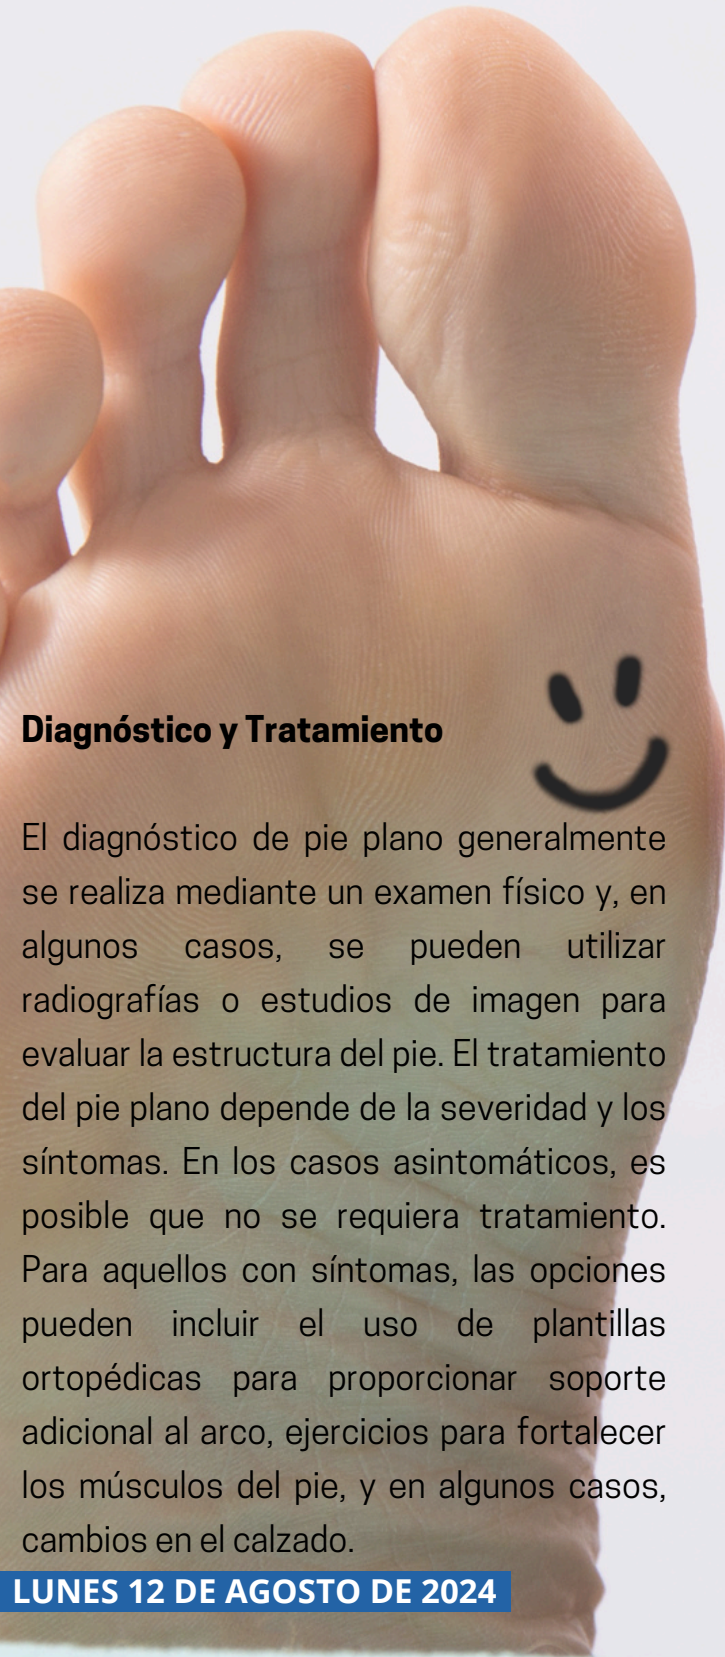 Diagnóstico y Tratamiento
El diagnóstico de pie plano generalmente
se realiza mediante un examen físico y, en
algunos casos, se pueden utilizar
radiografías o estudios de imagen para
evaluar la estructura del pie. El tratamiento
del pie plano depende de la severidad y los
síntomas. En los casos asintomáticos, es
posible que no se requiera tratamiento.
Para aquellos con síntomas, las opciones
pueden incluir el uso de plantillas
ortopédicas para proporcionar soporte
adicional al arco, ejercicios para fortalecer
los músculos del pie, y en algunos casos,
cambios en el calzado.
LUNES 12 DE AGOSTO DE 2024